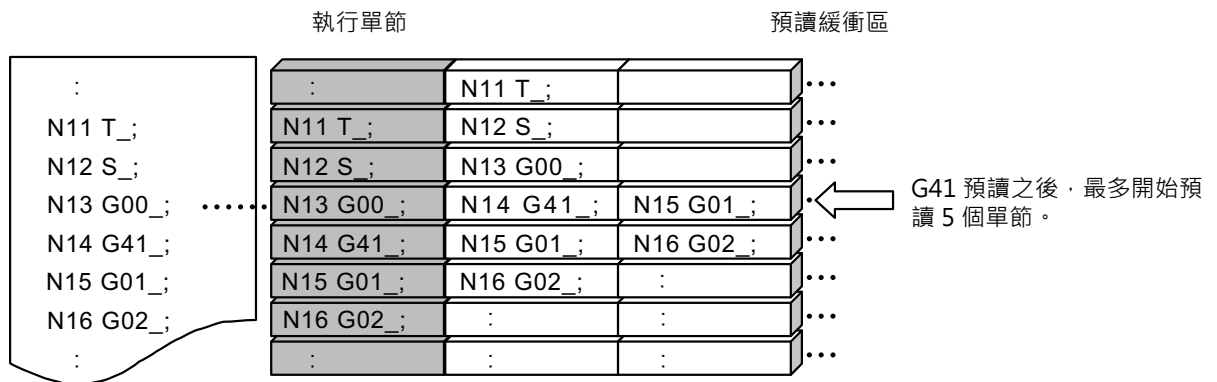 執行單節 預讀緩衝區
:
N11 T_;
N12 S_;
N13 G00_; ······
N14 G41_;
N15 G01_;
N16 G02_;
:
: N11 T_; ···
N11 T_; N12 S_; ···
N12 S_; N13 G00_; ···
N13 G00_; N14 G41_; N15 G01_; ·
N14 G41_; N15 G01_; N16 G02_; ···
N15 G01_; N16 G02_; : ···
N16 G02_; : : ···
: : : ···
G41 預讀之後，最多開始預
讀 5 個單節。